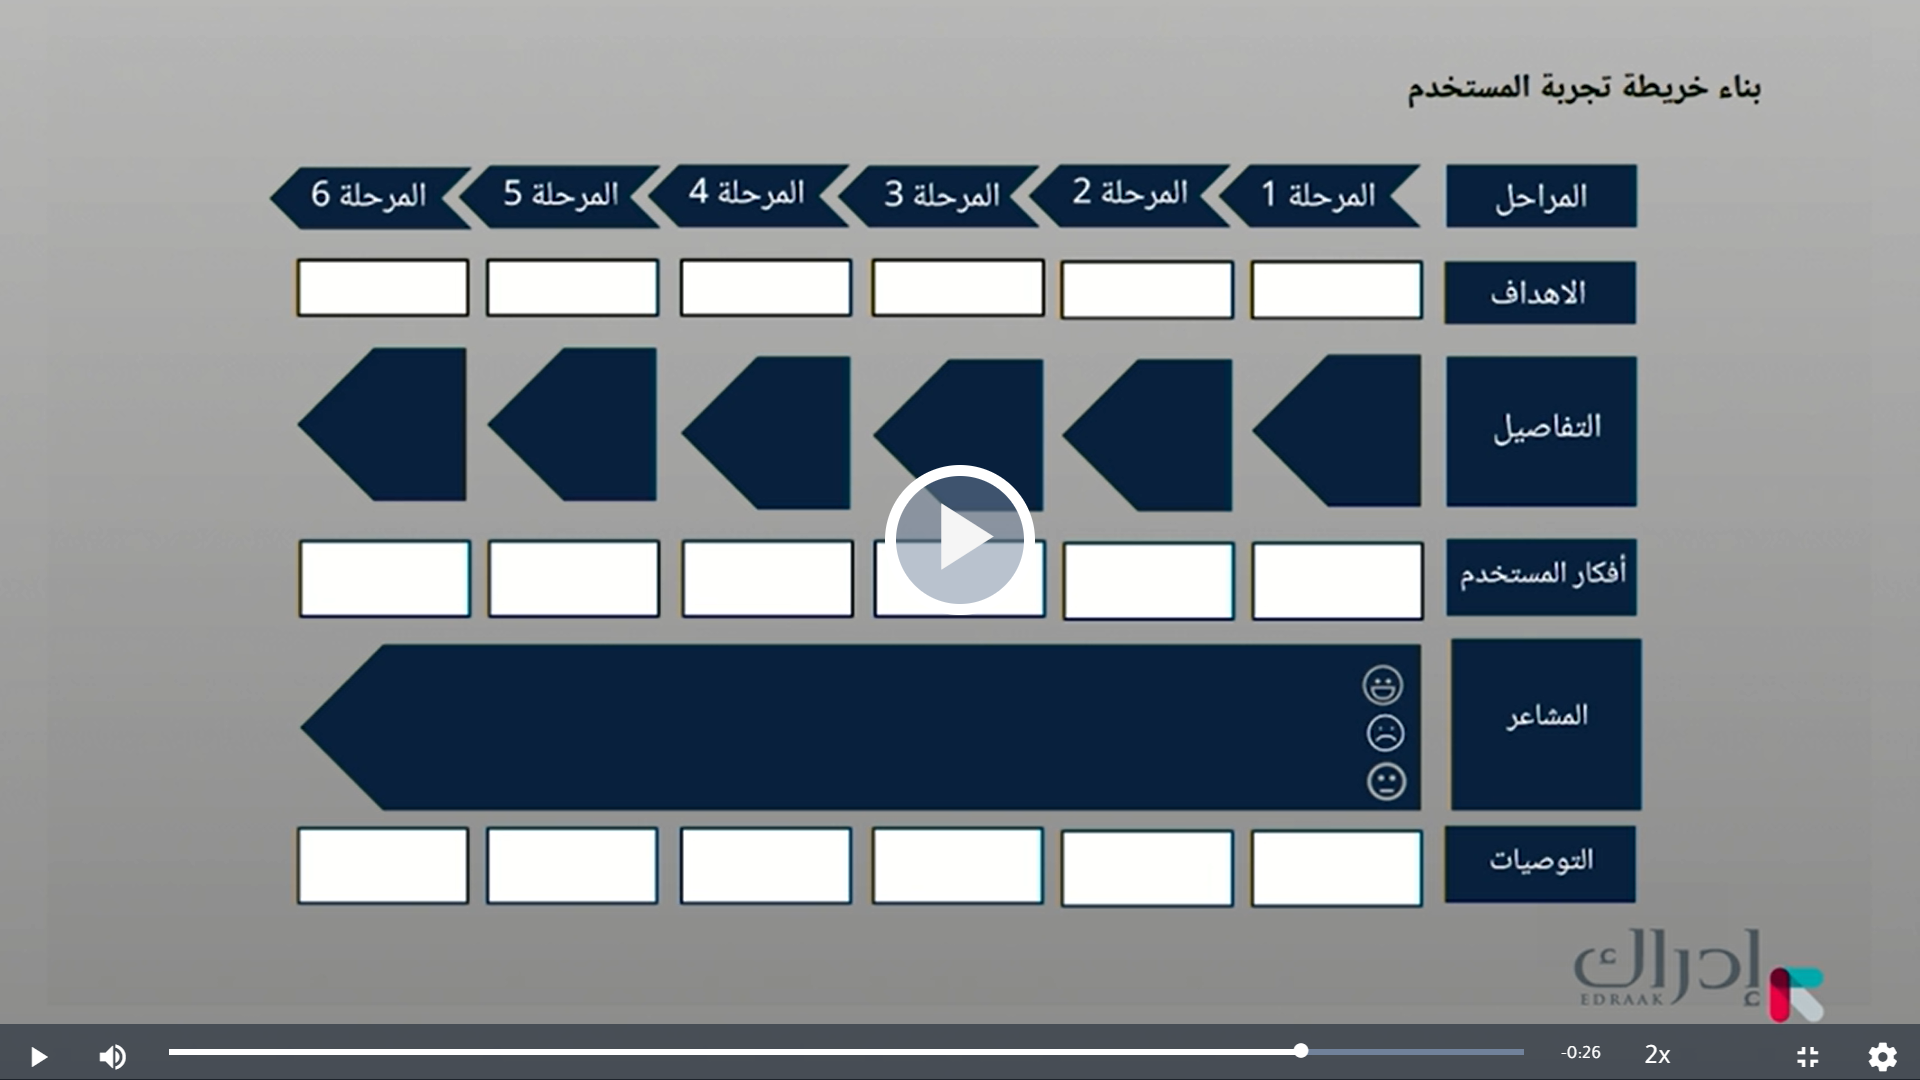 بناء خريطة تجربة المستخدم
المراحل
المرحلة 1
المرحلة 2
المرحلة 3
المرحلة 4
المرحلة 5
المرحلة 6
الاهداف
التفاصيل
أفكار المستخدم
المشاعر
التوصيات
إدراك
EDRAAK
-0:26
2x